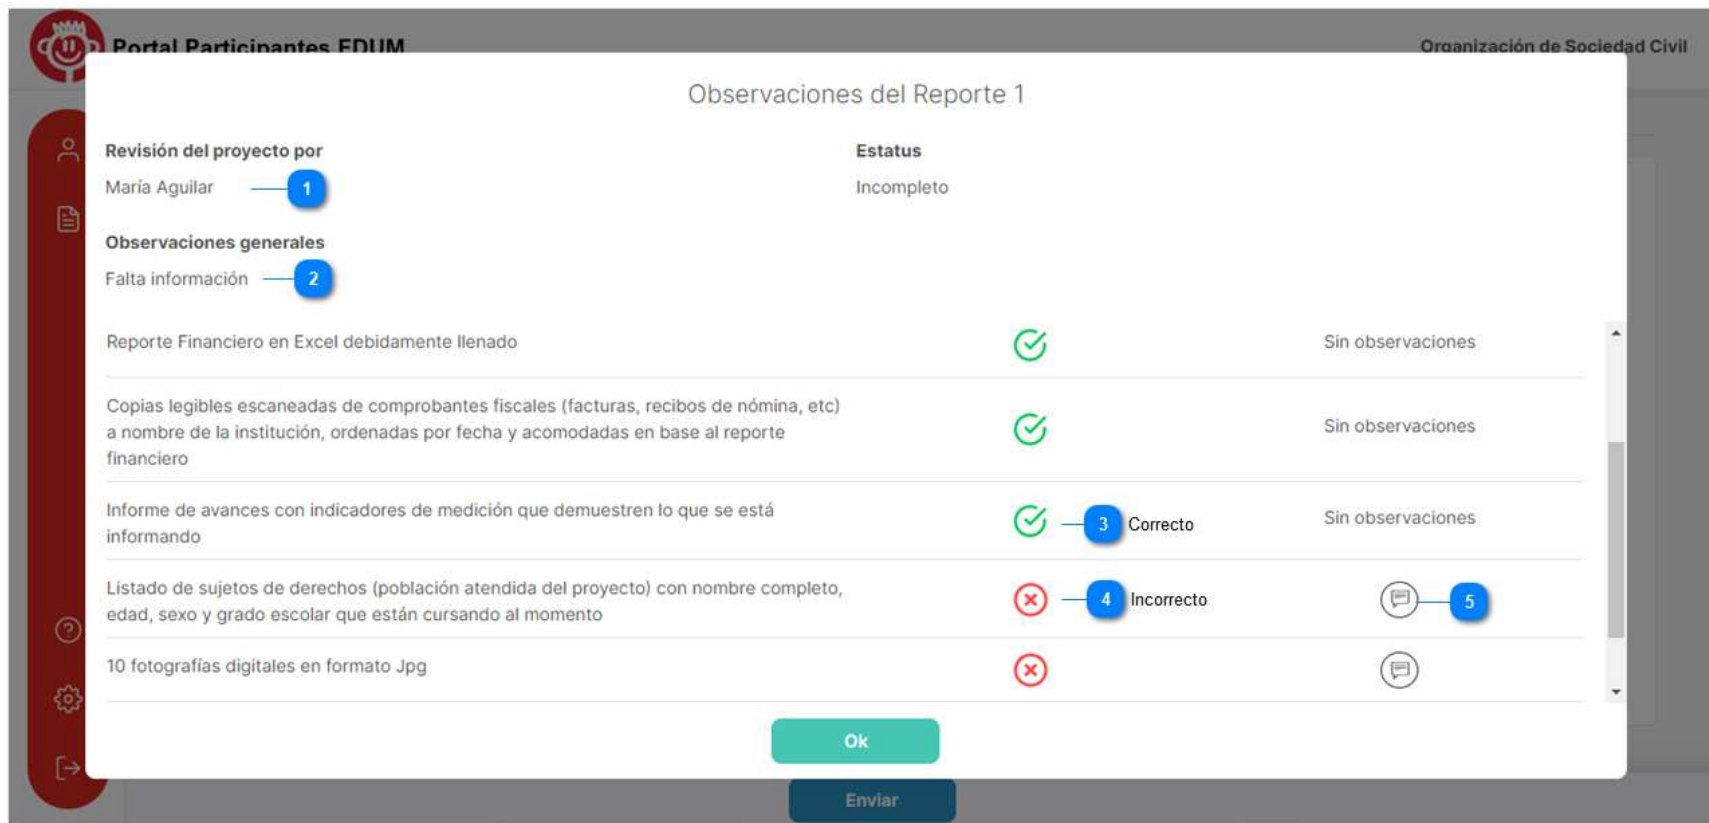 Portal Participantes EDUM
Organización de Sociedad Civil
Observaciones del Reporte 1
Revisión del proyecto por
Estatus
María Aguilar
1
Incompleto
Observaciones generales
Falta información
2
Reporte Financiero en Excel debidamente llenado
Sin observaciones
Copias legibles escaneadas de comprobantes fiscales (facturas, recibos de nómina, etc)
a nombre de la institución, ordenadas por fecha y acomodadas en base al reporte
financiero
Sin observaciones
Informe de avances con indicadores de medición que demuestren lo que se está
informando
3 Correcto
Sin observaciones
Listado de sujetos de derechos (población atendida del proyecto) con nombre completo,
edad, sexo y grado escolar que están cursando al momento
4 Incorrecto
5
10 fotografías digitales en formato Jpg
Ok
Enviar